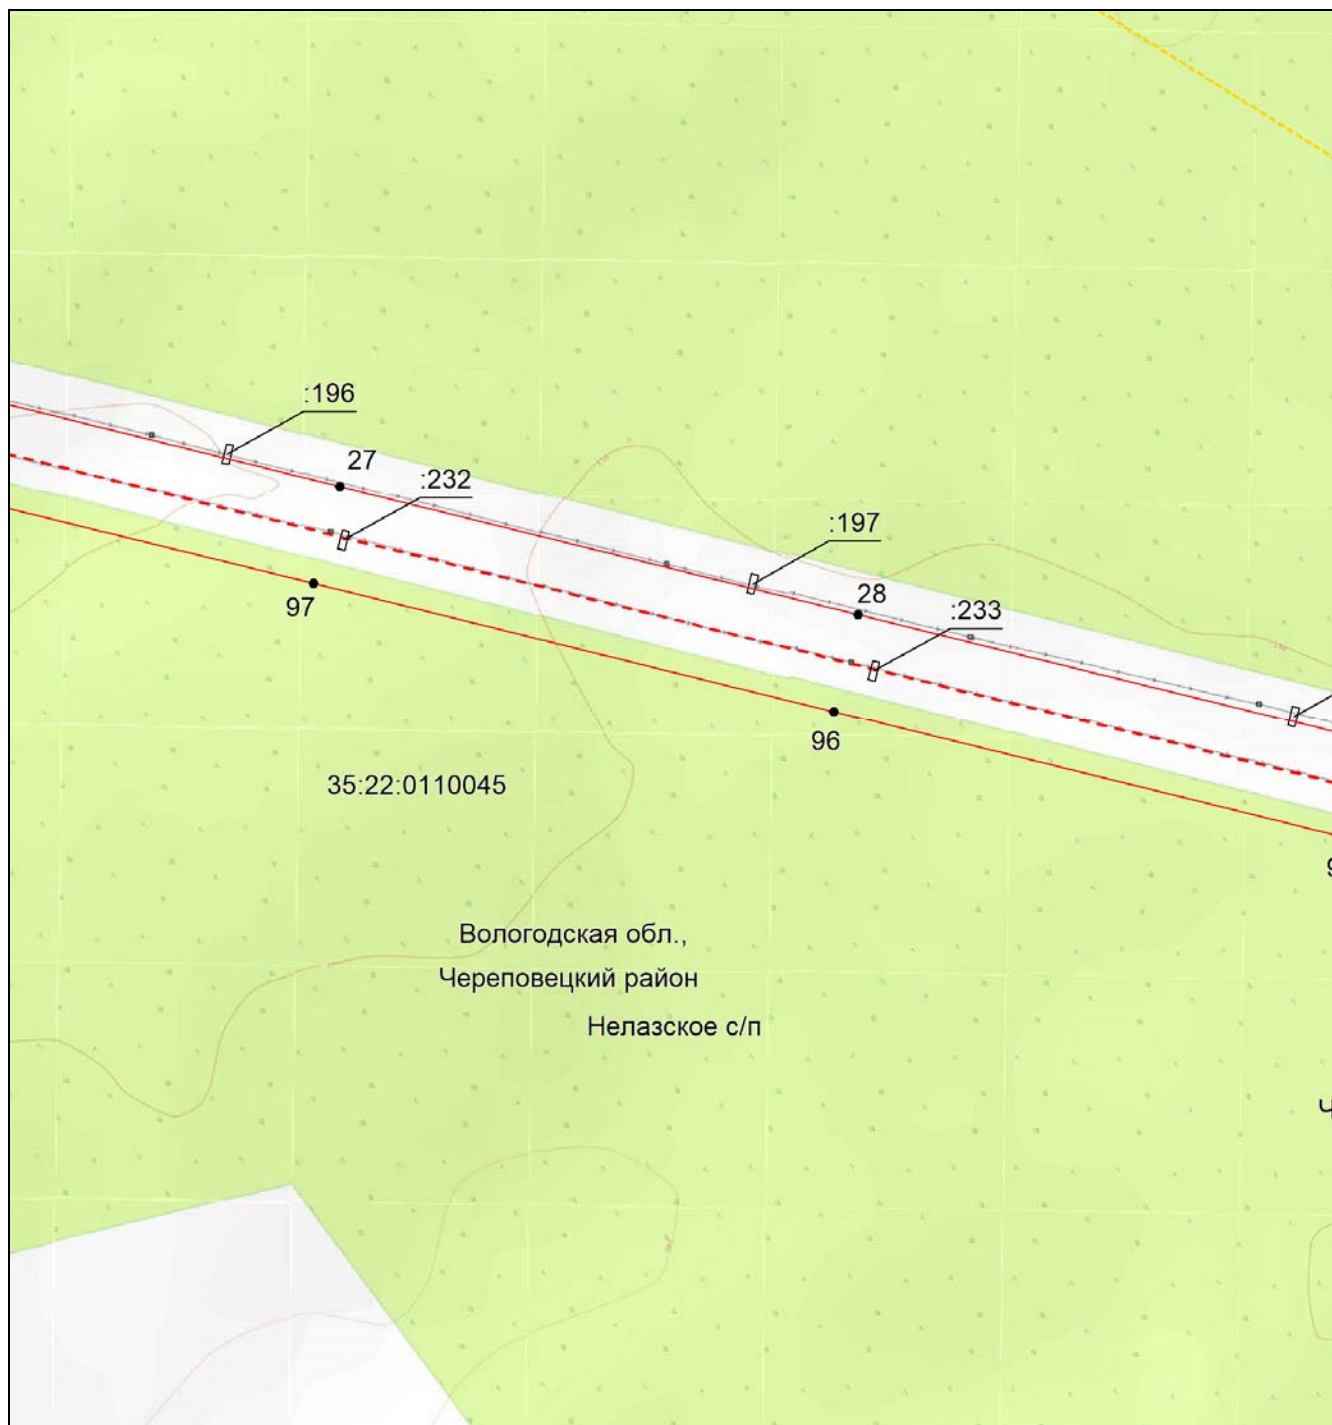 :196
27
:232
:197
28
:233
97
96
35:22:0110045
Вологодская обл.,
Череповецкий район
Нелазское с/п
Ч